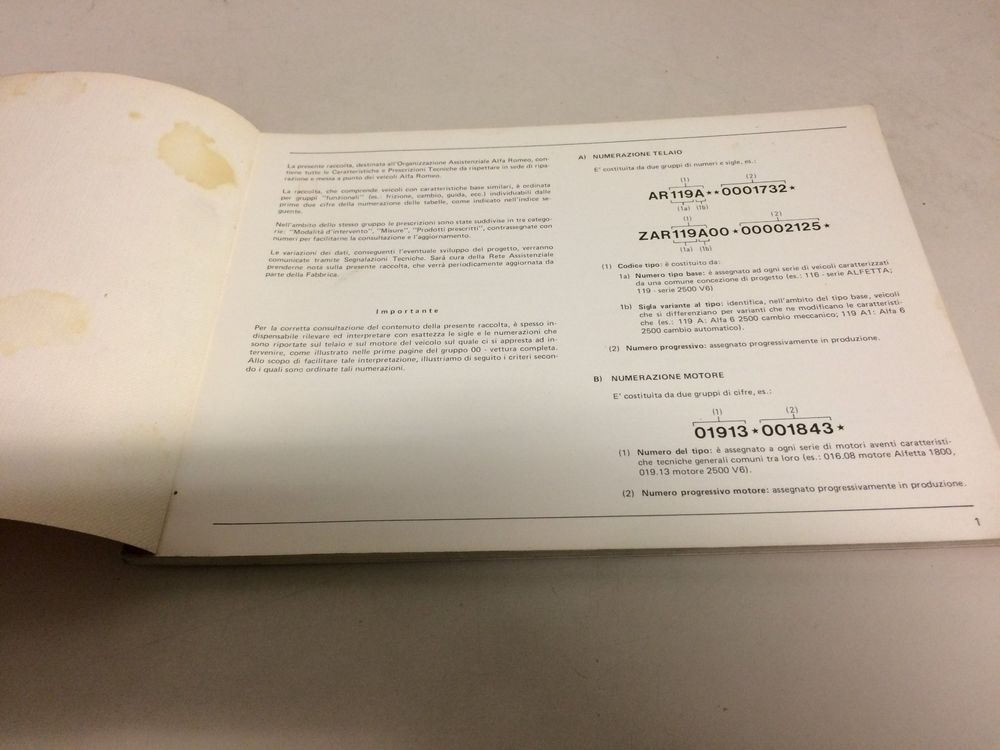 La presente raccolta, destinata all'Organizzazione Assistenziale Alfa Romeo, con-
tiene tutte le Caratteristiche e Prescrizioni Tecniche da rispettare in sede di ripa-
razione e messa a punto dei veicoli Alfa Romeo.
La raccolta, che comprende veicoli con caratteristiche base similari, è ordinata
per gruppi "funzionali" (es.: frizione, cambio, guida, ecc.) individuabili dalle
prime due cifre della numerazione delle tabelle, come indicato nell'indice se-
guente.
Nell'ambito dello stesso gruppo le prescrizioni sono state suddivise in tre catego-
rie: "Modalità d'intervento", "Misure", "Prodotti prescritti", contrassegnate con
numeri per facilitarne la consultazione e l'aggiornamento.
Le variazioni dei dati, conseguenti l'eventuale sviluppo del progetto, verranno
comunicate tramite Segnalazioni Tecniche. Sarà cura della Rete Assistenziale
prenderne nota sulla presente raccolta, che verrà periodicamente aggiornata da
parte della Fabbrica.
Importante
Per la corretta consultazione del contenuto della presente raccolta, è spesso in-
dispensabile rilevare ed interpretare con esattezza le sigle e le numerazioni che
sono riportate sul telaio e sul motore del veicolo sul quale ci si appresta ad in-
tervenire, come illustrato nelle prime pagine del gruppo 00 - vettura completa.
Allo scopo di facilitare tale interpretazione, illustriamo di seguito i criteri secon-
do i quali sono ordinate tali numerazioni.
A) NUMERAZIONE TELAIO
E' costituita da due gruppi di numeri e sigle, es.:
(1) (2)
AR119A★★0001732★
(1a) (1b)
(1) (2)
ZAR119A00★00002125★
(1a) (1b)
(1) Codice tipo: è costituito da:
1a) Numero tipo base: è assegnato ad ogni serie di veicoli caratterizzati
da una comune concezione di progetto (es.: 116 - serie ALFETTA;
119 - serie 2500 V6)
1b) Sigla variante al tipo: identifica, nell'ambito del tipo base, veicoli
che si differenziano per varianti che ne modificano le caratteristi-
che (es.: 119 A: Alfa 6 2500 cambio meccanico; 119 A1: Alfa 6
2500 cambio automatico).
(2) Numero progressivo: assegnato progressivamente in produzione.
B) NUMERAZIONE MOTORE
E' costituita da due gruppi di cifre, es.:
(1) (2)
01913★001843★
(1) Numero del tipo: è assegnato a ogni serie di motori aventi caratteristi-
che tecniche generali comuni tra loro (es.: 016.08 motore Alfetta 1800,
019.13 motore 2500 V6).
(2) Numero progressivo motore: assegnato progressivamente in produzione.
1